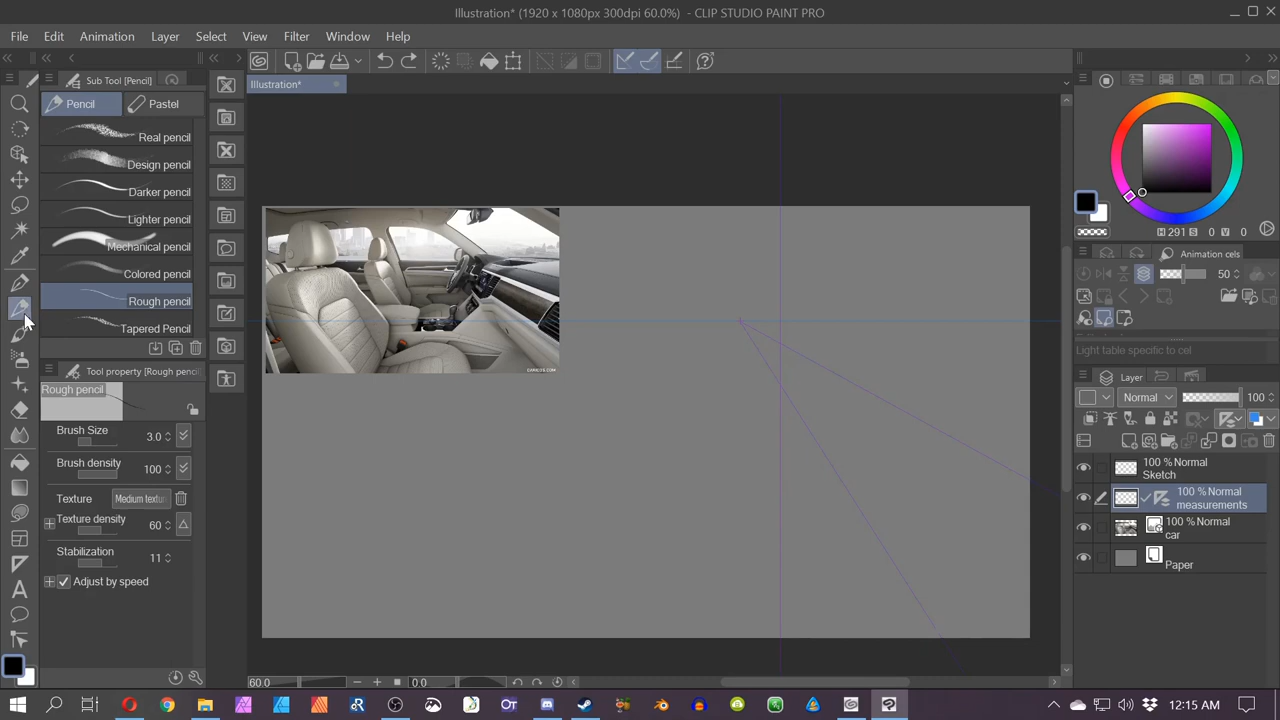 Illustration* (1920 x 1080px 300dpi 60.0%) - CLIP STUDIO PAINT PRO
File Edit Animation Layer Select View Filter Window Help
Sub Tool [Pencil]
Illustration*
Pencil Pastel
Real pencil
Design pencil
Darker pencil
Lighter pencil
Mechanical pencil
Colored pencil
Rough pencil
Tapered Pencil
Tool property [Rough pencil]
Rough pencil
Brush Size 3.0
Brush density 100
Texture Medium textur
Texture density 60
Stabilization 11
Adjust by speed
H 291 S 0 V 0
Animation cels
50
Light table specific to cel
Layer
Normal 100
100 % Normal
Sketch
100 % Normal
measurements
100 % Normal
car
Paper
60.0 0.0
12:15 AM